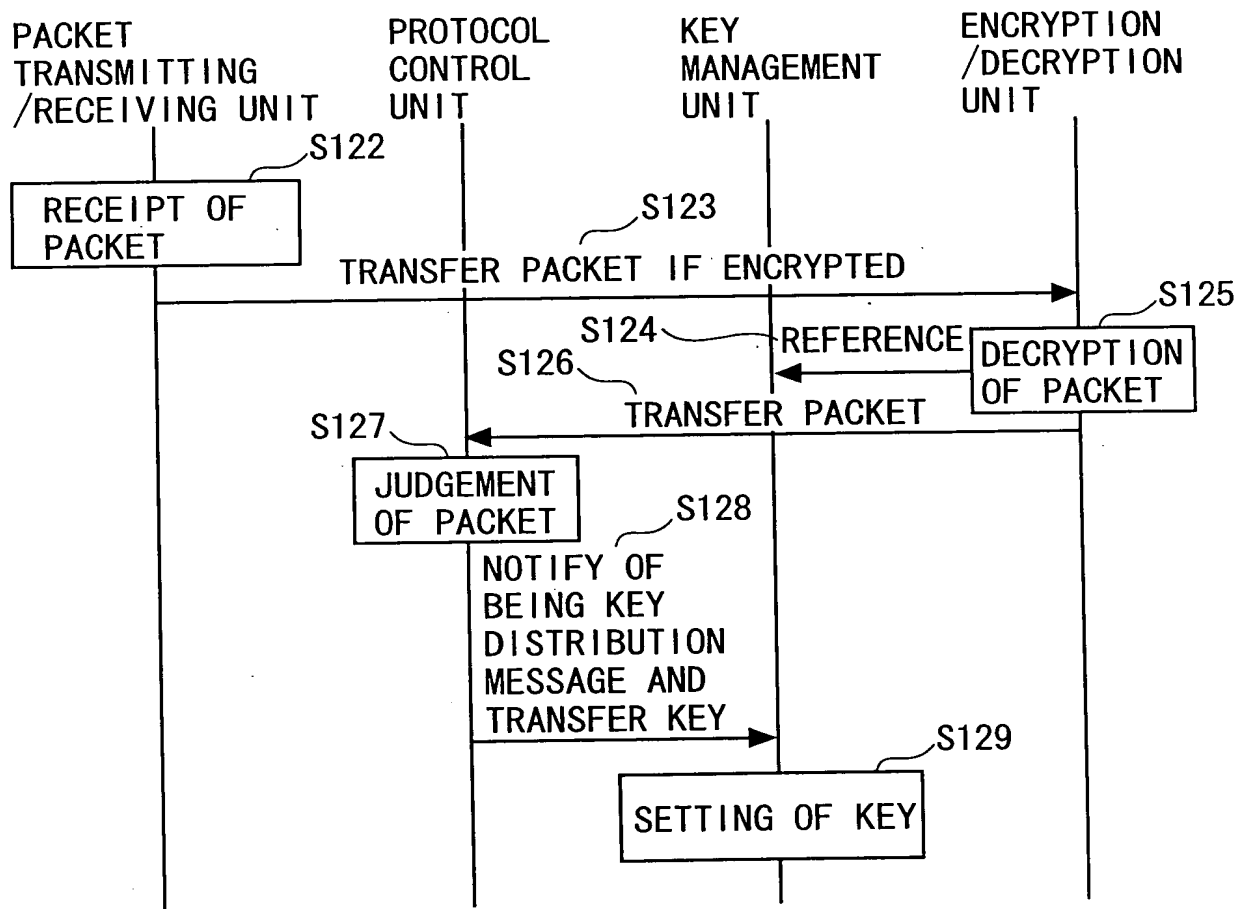 PACKET
TRANSMITTING
/RECEIVING UNIT
PROTOCOL
CONTROL
UNIT
KEY
MANAGEMENT
UNIT
ENCRYPTION
/DECRYPTION
UNIT
S122
RECEIPT OF
PACKET
S123
TRANSFER PACKET IF ENCRYPTED
S125
S124
REFERENCE
DECRYPTION
OF PACKET
S126
TRANSFER PACKET
S127
JUDGEMENT
OF PACKET
S128
NOTIFY OF
BEING KEY
DISTRIBUTION
MESSAGE AND
TRANSFER KEY
S129
SETTING OF KEY